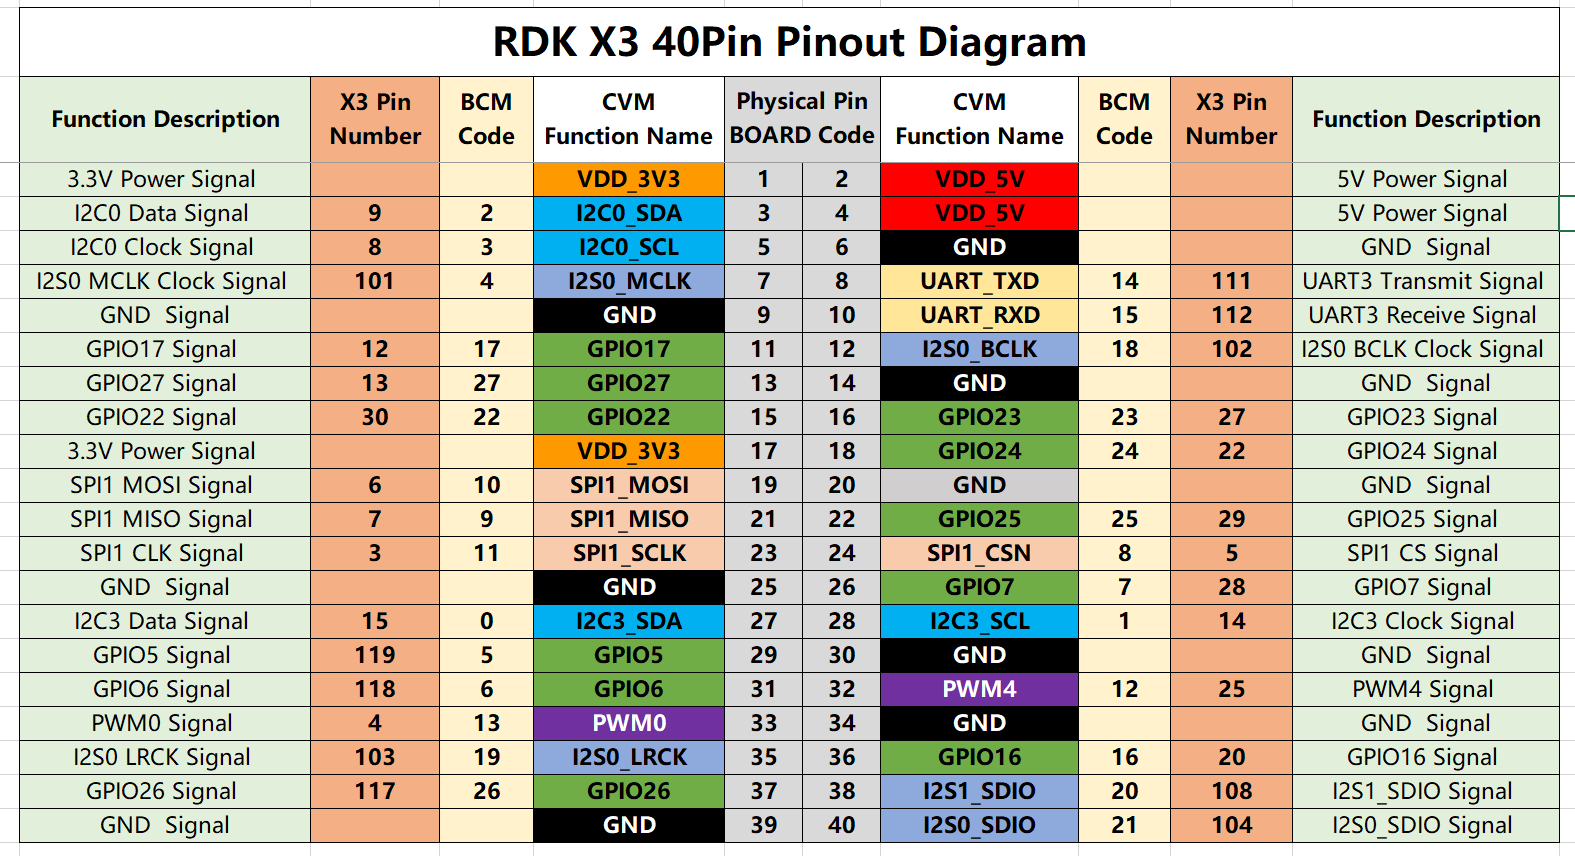 RDK X3 40Pin Pinout Diagram
Function Description X3 Pin Number BCM Code CVM Function Name Physical Pin BOARD Code CVM Function Name BCM Code X3 Pin Number Function Description
3.3V Power Signal VDD_3V3 1 2 VDD_5V 5V Power Signal
I2C0 Data Signal 9 2 I2C0_SDA 3 4 VDD_5V 5V Power Signal
I2C0 Clock Signal 8 3 I2C0_SCL 5 6 GND GND Signal
I2S0 MCLK Clock Signal 101 4 I2S0_MCLK 7 8 UART_TXD 14 111 UART3 Transmit Signal
GND Signal GND 9 10 UART_RXD 15 112 UART3 Receive Signal
GPIO17 Signal 12 17 GPIO17 11 12 I2S0_BCLK 18 102 I2S0 BCLK Clock Signal
GPIO27 Signal 13 27 GPIO27 13 14 GND GND Signal
GPIO22 Signal 30 22 GPIO22 15 16 GPIO23 23 27 GPIO23 Signal
3.3V Power Signal VDD_3V3 17 18 GPIO24 24 22 GPIO24 Signal
SPI1 MOSI Signal 6 10 SPI1_MOSI 19 20 GND GND Signal
SPI1 MISO Signal 7 9 SPI1_MISO 21 22 GPIO25 25 29 GPIO25 Signal
SPI1 CLK Signal 3 11 SPI1_SCLK 23 24 SPI1_CSN 8 5 SPI1 CS Signal
GND Signal GND 25 26 GPIO7 7 28 GPIO7 Signal
I2C3 Data Signal 15 0 I2C3_SDA 27 28 I2C3_SCL 1 14 I2C3 Clock Signal
GPIO5 Signal 119 5 GPIO5 29 30 GND GND Signal
GPIO6 Signal 118 6 GPIO6 31 32 PWM4 12 25 PWM4 Signal
PWM0 Signal 4 13 PWM0 33 34 GND GND Signal
I2S0 LRCK Signal 103 19 I2S0_LRCK 35 36 GPIO16 16 20 GPIO16 Signal
GPIO26 Signal 117 26 GPIO26 37 38 I2S1_SDIO 20 108 I2S1_SDIO Signal
GND Signal GND 39 40 I2S0_SDIO 21 104 I2S0_SDIO Signal